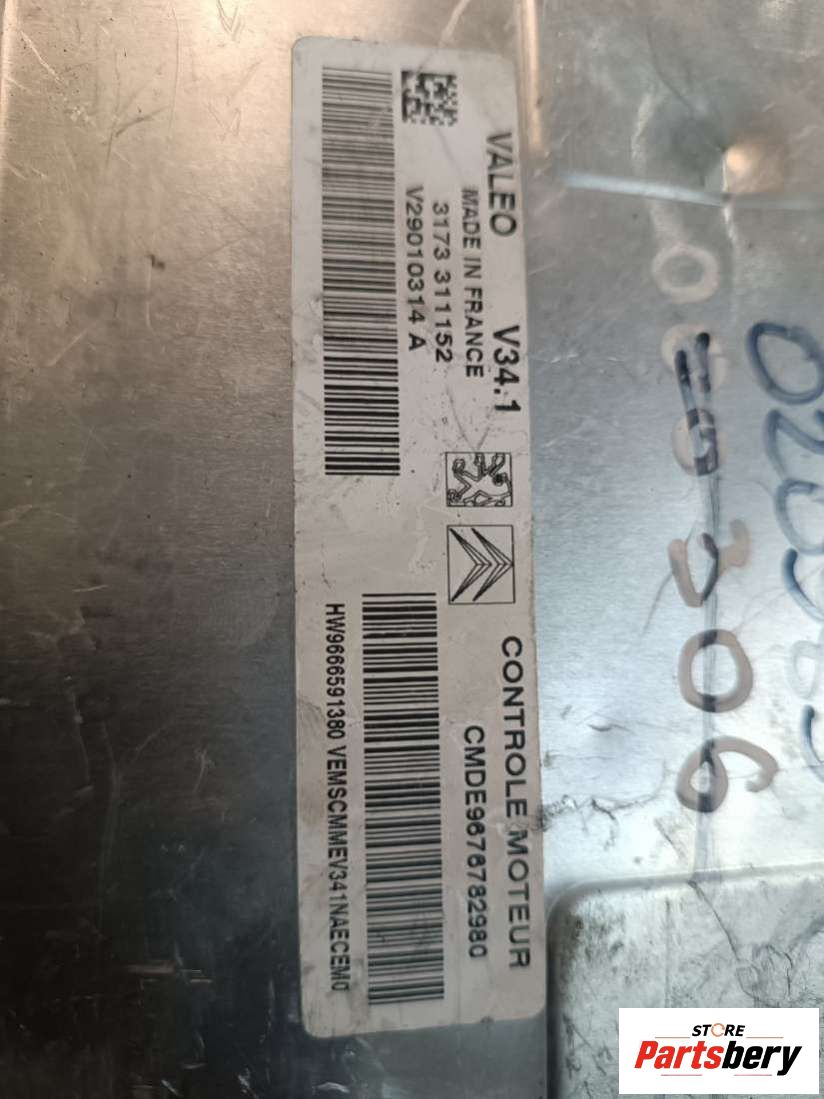 VALEO V34.1
MADE IN FRANCE
3173 311152
V29010314 A
CONTROLE MOTEUR
CMDE9676782980
HW9666591380 VEMSCMMEV341NAECEM0
STORE
Partsbery